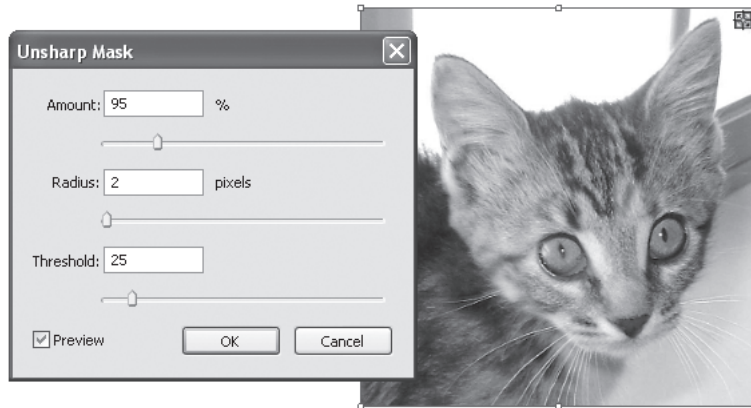 Unsharp Mask
Amount: 95 %
Radius: 2 pixels
Threshold: 25
Preview
OK
Cancel